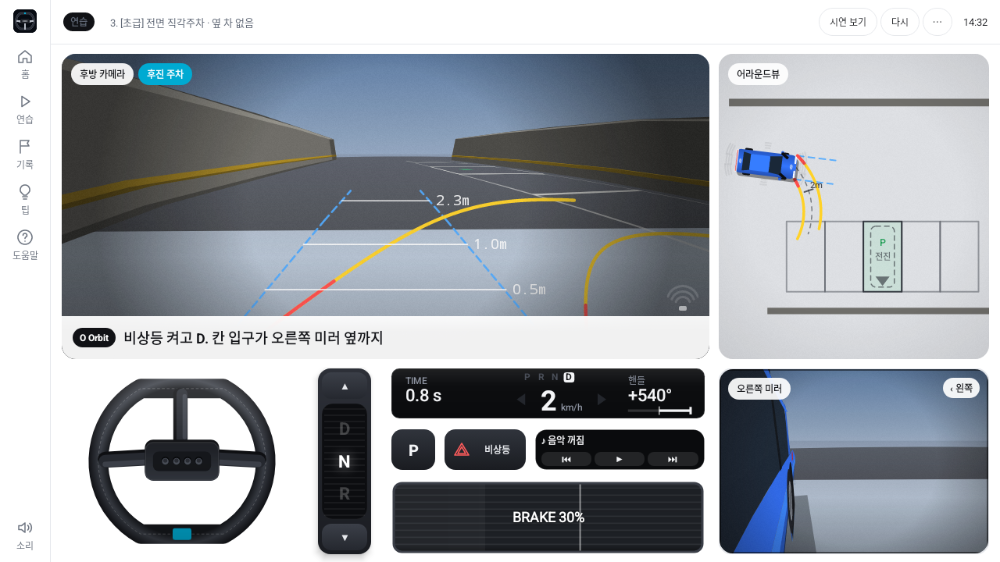 연습
3. [초급] 전면 직각주차 · 옆 차 없음
시연 보기
다시
···
14:32
홈
연습
기록
팁
도움말
소리
후방 카메라
후진 주차
2.3m
1.0m
0.5m
O Orbit
비상등 켜고 D. 칸 입구가 오른쪽 미러 옆까지
어라운드뷰
2m
P
전진
D
N
R
TIME
0.8 s
P R N D
2 km/h
핸들
+540°
P
비상등
♪ 음악 꺼짐
BRAKE 30%
오른쪽 미러
‹ 왼쪽